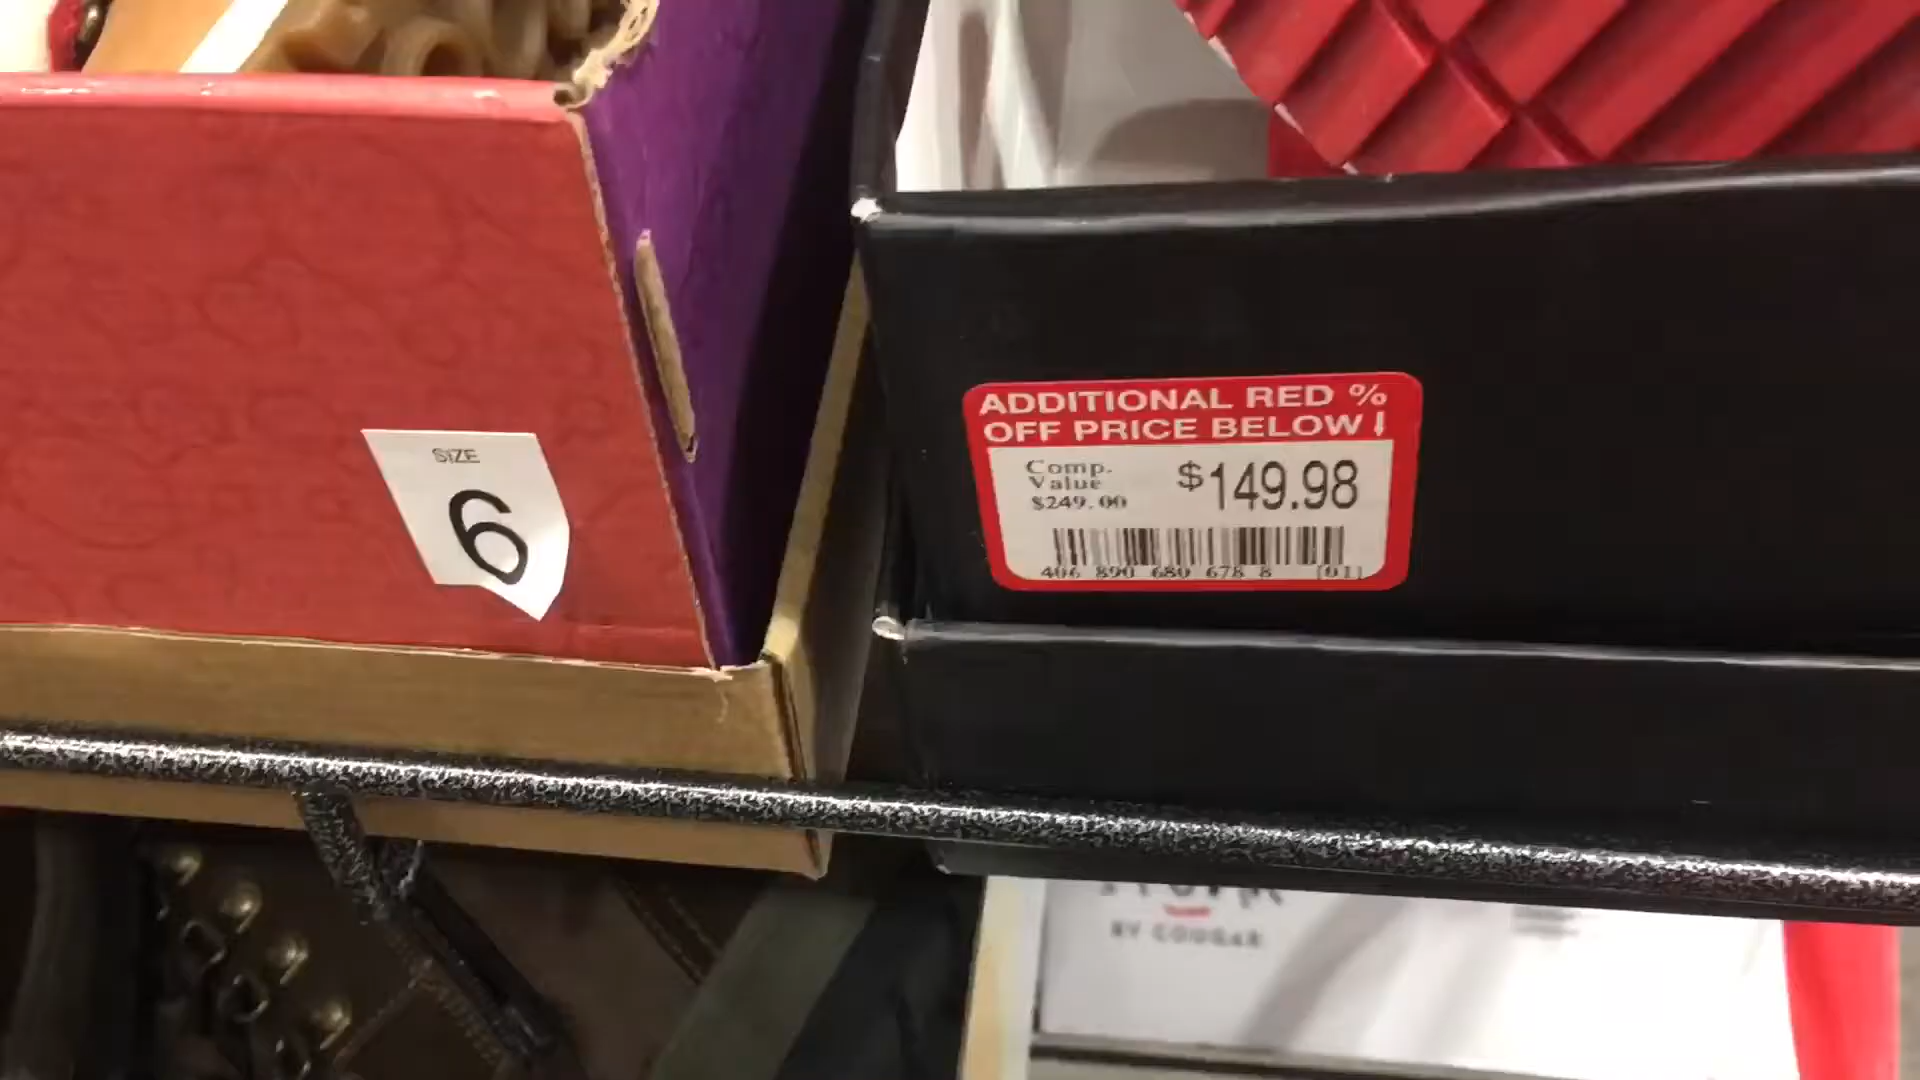 SIZE
6
ADDITIONAL RED %
OFF PRICE BELOW
Comp.
Value
$249.00
$149.98
406 890 680 678 8 [01]
BY COUGAR